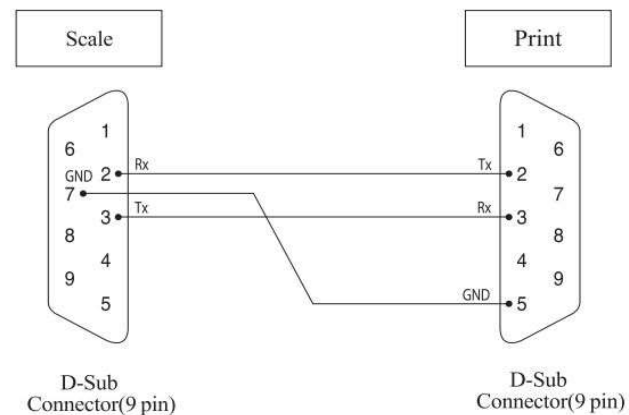 Scale
Print
1
6
2
Rx
GND
7
3
Tx
8
4
9
5
Tx
1
6
2
7
Rx
3
8
4
9
GND
5
D-Sub
Connector(9 pin)
D-Sub
Connector(9 pin)